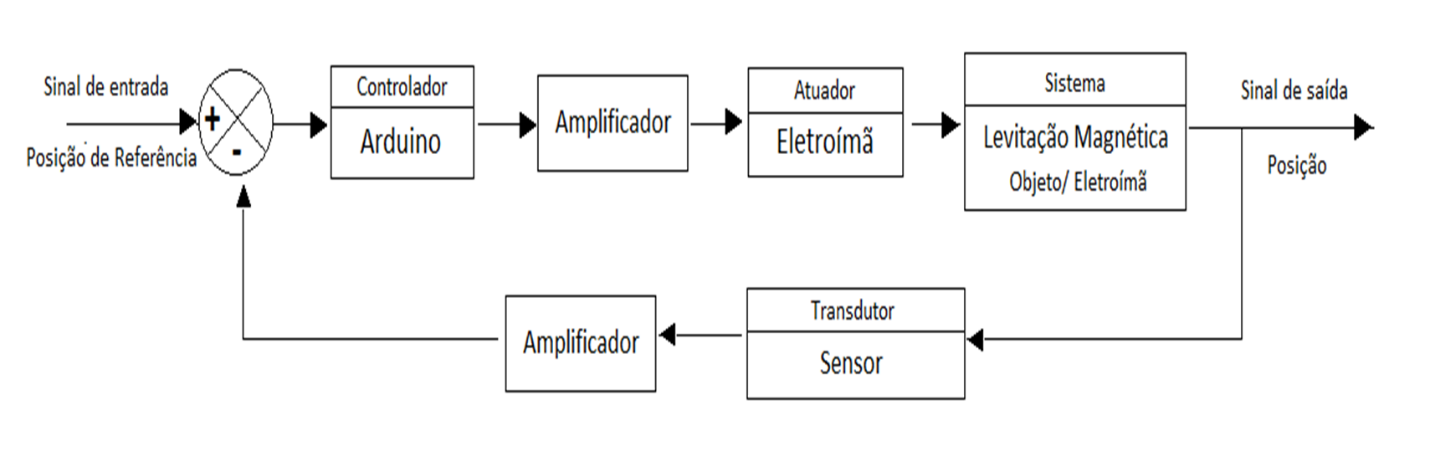 Sinal de entrada
Posição de Referência
+
-
Controlador
Arduino
Amplificador
Atuador
Eletroímã
Sistema
Levitação Magnética
Objeto/ Eletroímã
Sinal de saída
Posição
Amplificador
Transdutor
Sensor